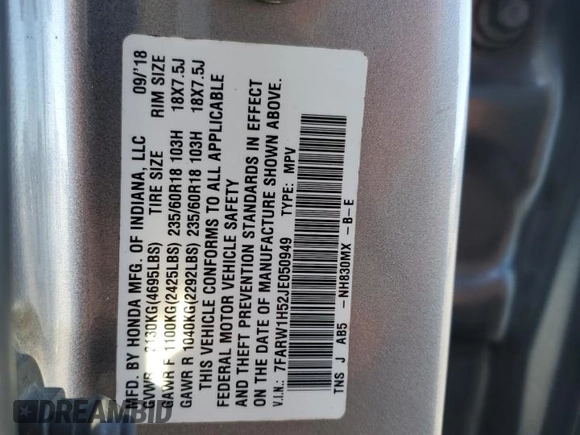 MFD. BY HONDA MFG. OF INDIANA, LLC 09/'18
GVWR 2130KG(4695LBS) TIRE SIZE RIM SIZE
GAWR F 1100KG(2425LBS) 235/60R18 103H 18X7.5J
GAWR R 1040KG(2292LBS) 235/60R18 103H 18X7.5J
THIS VEHICLE CONFORMS TO ALL APPLICABLE
FEDERAL MOTOR VEHICLE SAFETY
AND THEFT PREVENTION STANDARDS IN EFFECT
ON THE DATE OF MANUFACTURE SHOWN ABOVE.
V.I.N.: 7FARW1H52JE050949 TYPE: MPV
TNS J AB5 -NH830MX -B-E
DREAMBID